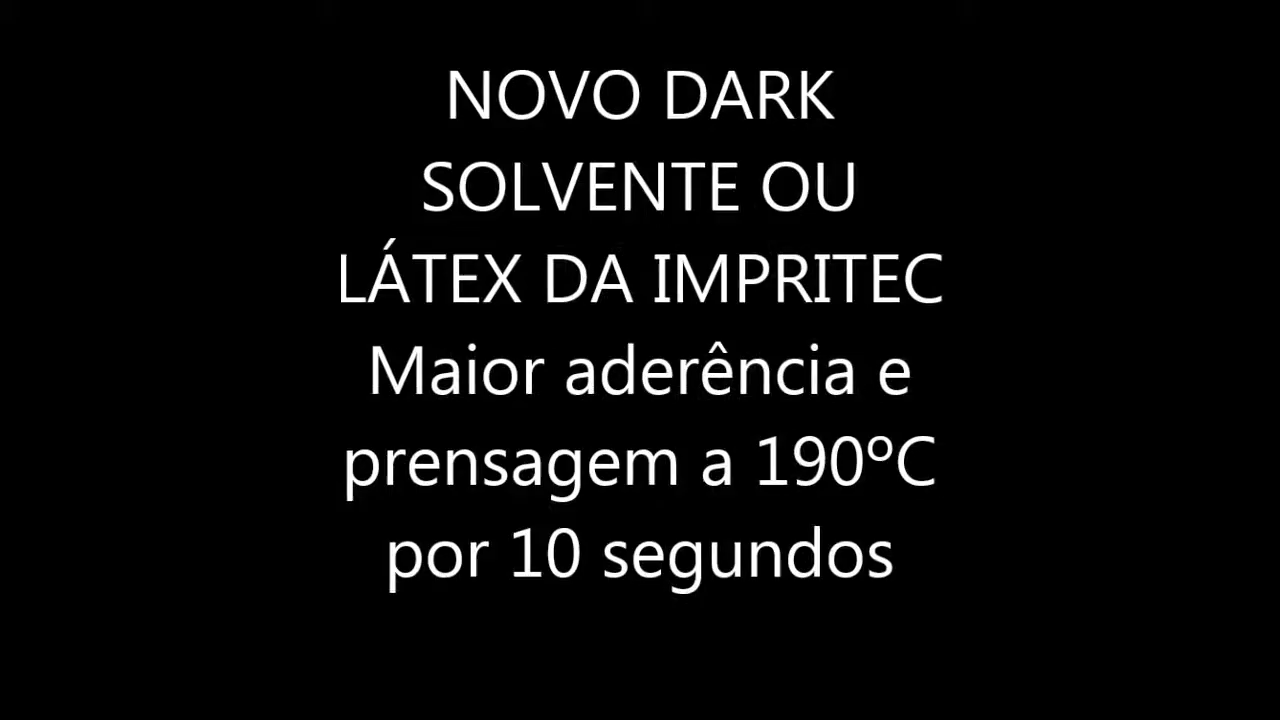 NOVO DARK
SOLVENTE OU
LÁTEX DA IMPRITEC
Maior aderência e
prensagem a 190ºC
por 10 segundos